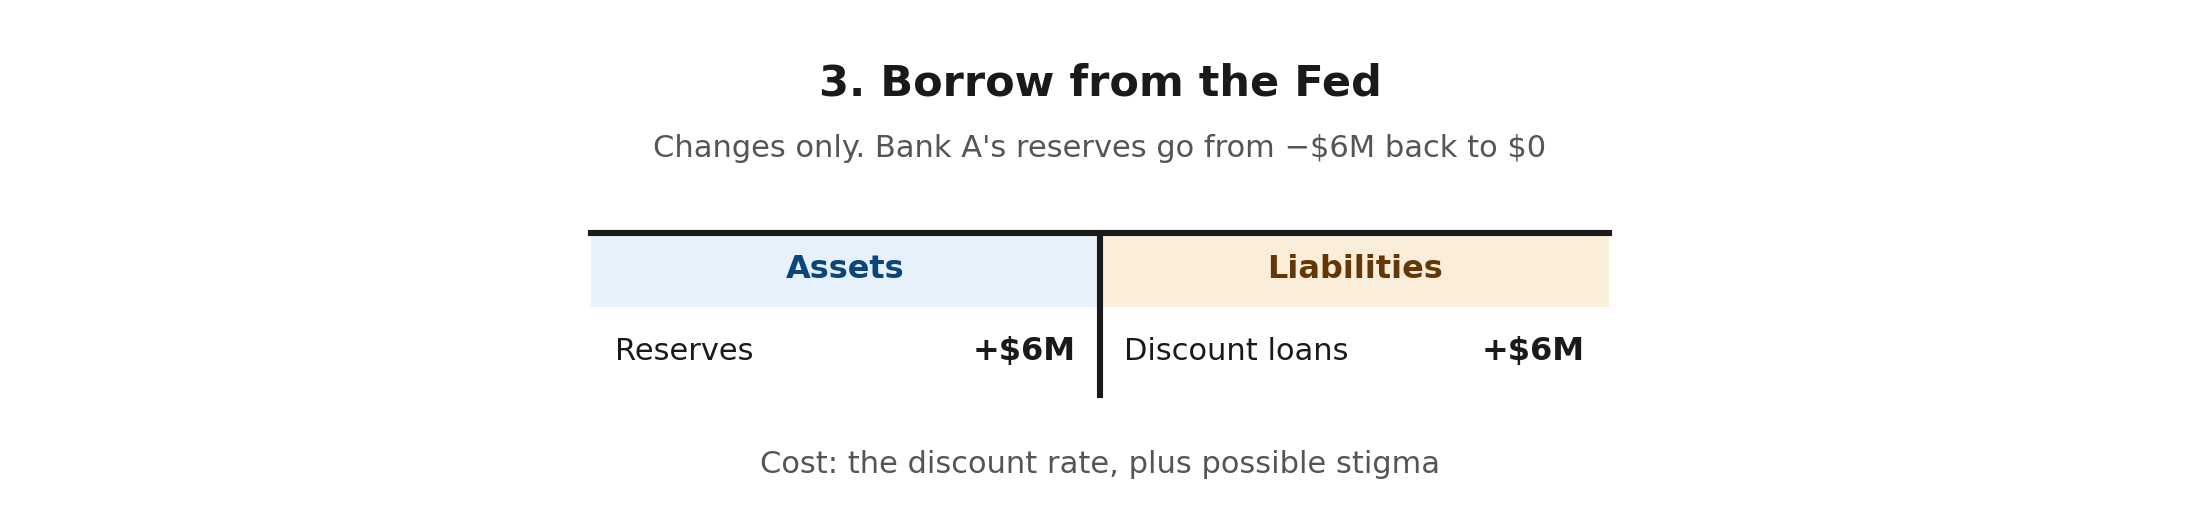 3. Borrow from the Fed
Changes only. Bank A's reserves go from −$6M back to $0
Assets Liabilities
Reserves +$6M Discount loans +$6M
Cost: the discount rate, plus possible stigma